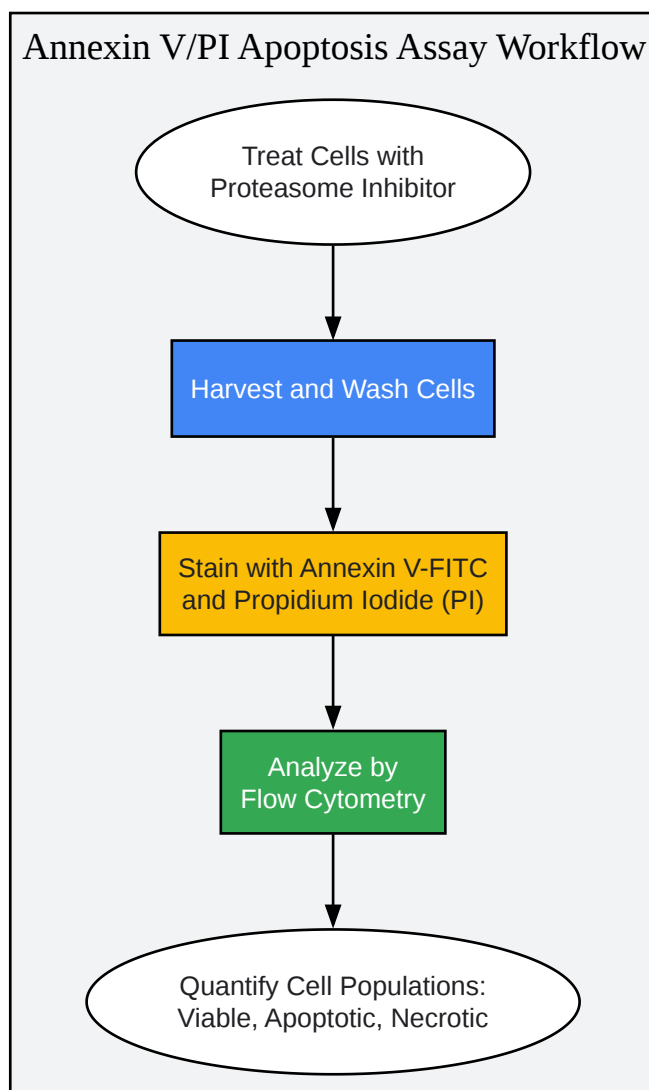 Annexin V/PI Apoptosis Assay Workflow
Treat Cells with
Proteasome Inhibitor
Harvest and Wash Cells
Stain with Annexin V-FITC
and Propidium Iodide (PI)
Analyze by
Flow Cytometry
Quantify Cell Populations:
Viable, Apoptotic, Necrotic